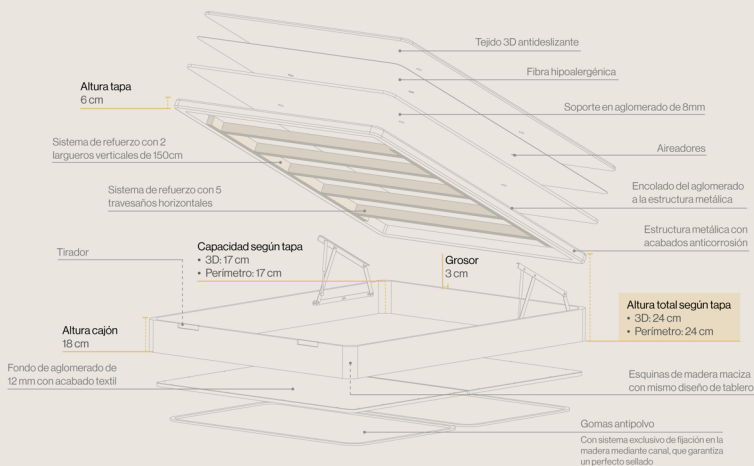 Tejido 3D antideslizante
Fibra hipoalergénica
Altura tapa
6 cm
Soporte en aglomerado de 8mm
Sistema de refuerzo con 2
largueros verticales de 150cm
Aireadores
Sistema de refuerzo con 5
travesaños horizontales
Encolado del aglomerado
a la estructura metálica
Estructura metálica con
acabados anticorrosión
Tirador
Capacidad según tapa
• 3D: 17 cm
• Perímetro: 17 cm
Grosor
3 cm
Altura total según tapa
• 3D: 24 cm
• Perímetro: 24 cm
Altura cajón
18 cm
Fondo de aglomerado de
12 mm con acabado textil
Esquinas de madera maciza
con mismo diseño de tablero
Gomas antipolvo
Con sistema exclusivo de fijación en la
madera mediante canal, que garantiza
un perfecto sellado